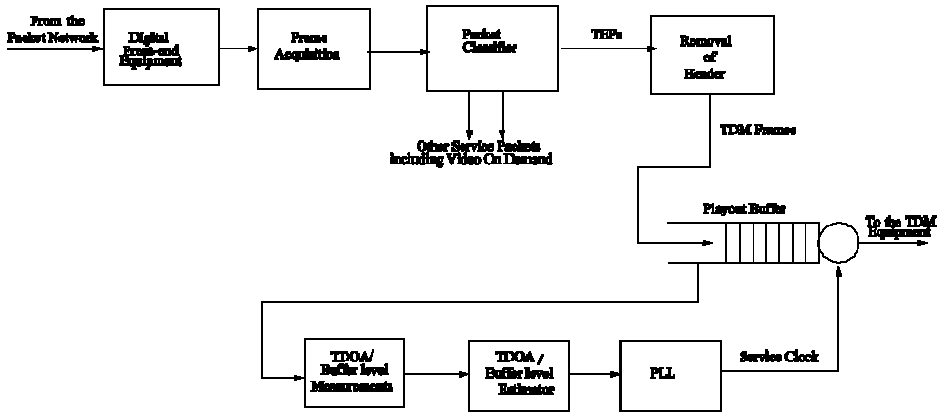 From the
Packet Network
Digital
Front-end
Equipment
Frame
Acquisition
Packet
Classifier
TEPs
Removal
of
Header
Other Service Packets
Including Video On Demand
TDM Frames
Playout Buffer
To the TDM
Equipment
TDOA/
Buffer level
Measurements
TDOA /
Buffer level
Estimator
PLL
Service Clock